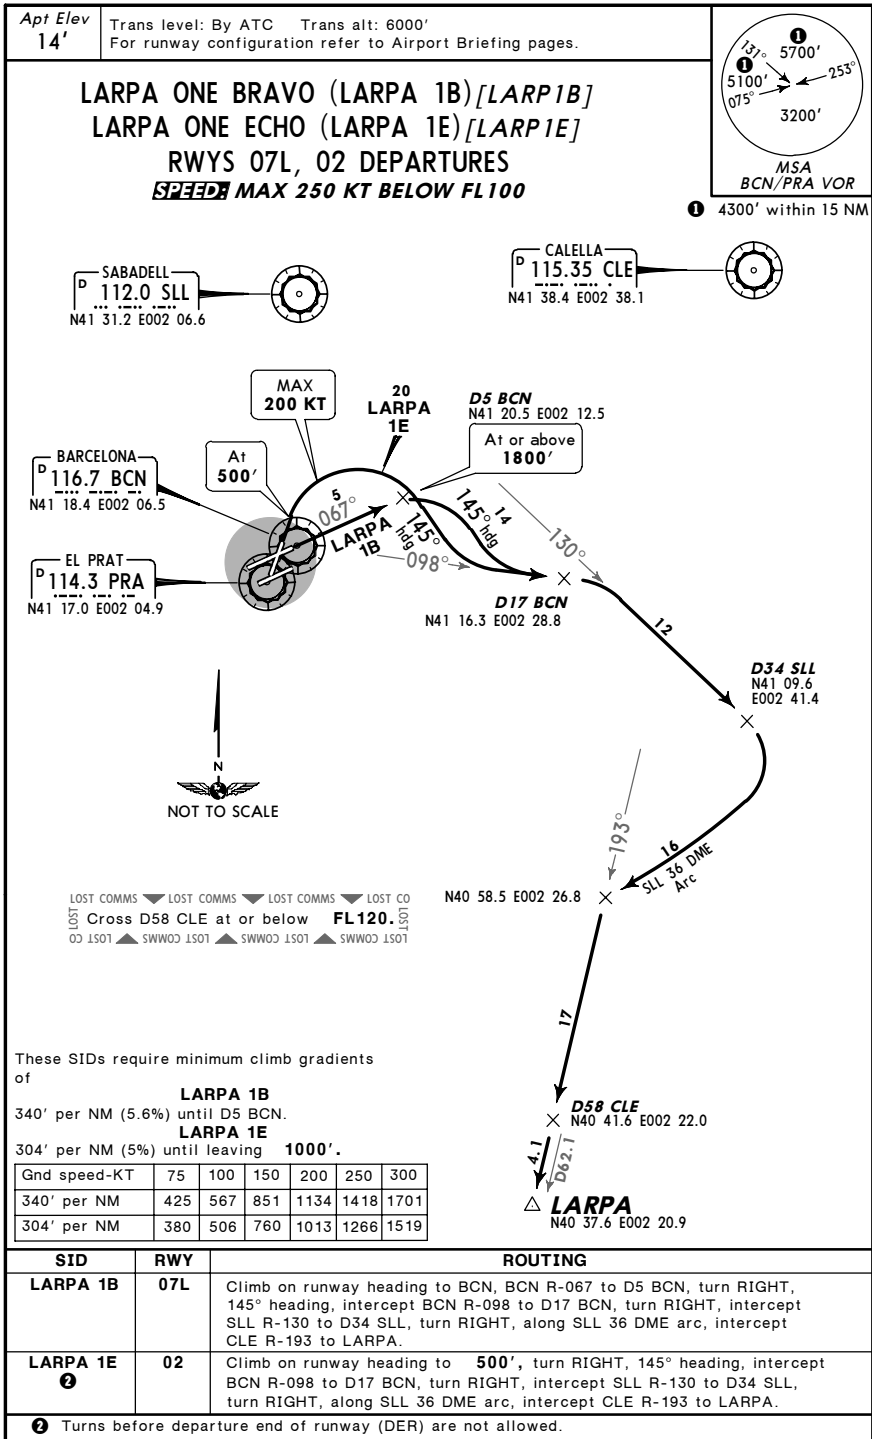 Apt Elev
14'
Trans level: By ATC Trans alt: 6000'
For runway configuration refer to Airport Briefing pages.
131°
❶
5700'
❶
5100'
253°
075°
3200'
MSA
BCN/PRA VOR
❶ 4300' within 15 NM
LARPA ONE BRAVO (LARPA 1B) [LARP1B]
LARPA ONE ECHO (LARPA 1E) [LARP1E]
RWYS 07L, 02 DEPARTURES
SPEED: MAX 250 KT BELOW FL100
SABADELL
D 112.0 SLL
N41 31.2 E002 06.6
CALELLA
D 115.35 CLE
N41 38.4 E002 38.1
MAX
200 KT
20
LARPA
1E
D5 BCN
N41 20.5 E002 12.5
At or above
1800'
At
500'
BARCELONA
D 116.7 BCN
N41 18.4 E002 06.5
EL PRAT
D 114.3 PRA
N41 17.0 E002 04.9
5
067°
LARPA
1B
145°
hdg
145°
hdg
14
098°
130°
D17 BCN
N41 16.3 E002 28.8
12
D34 SLL
N41 09.6
E002 41.4
N
NOT TO SCALE
193°
16
SLL 36 DME
Arc
N40 58.5 E002 26.8
LOST COMMS LOST COMMS LOST COMMS LOST CO
LOST
Cross D58 CLE at or below FL120.
LOST
LOST COMMS LOST COMMS LOST COMMS LOST CO
17
These SIDs require minimum climb gradients
of
LARPA 1B
340' per NM (5.6%) until D5 BCN.
LARPA 1E
304' per NM (5%) until leaving 1000'.
Gnd speed-KT 75 100 150 200 250 300
340' per NM 425 567 851 1134 1418 1701
304' per NM 380 506 760 1013 1266 1519
D58 CLE
N40 41.6 E002 22.0
4.1
D62.1
LARPA
N40 37.6 E002 20.9
SID RWY ROUTING
LARPA 1B 07L Climb on runway heading to BCN, BCN R-067 to D5 BCN, turn RIGHT,
145° heading, intercept BCN R-098 to D17 BCN, turn RIGHT, intercept
SLL R-130 to D34 SLL, turn RIGHT, along SLL 36 DME arc, intercept
CLE R-193 to LARPA.
LARPA 1E 02 Climb on runway heading to 500', turn RIGHT, 145° heading, intercept
❷ BCN R-098 to D17 BCN, turn RIGHT, intercept SLL R-130 to D34 SLL,
turn RIGHT, along SLL 36 DME arc, intercept CLE R-193 to LARPA.
❷ Turns before departure end of runway (DER) are not allowed.